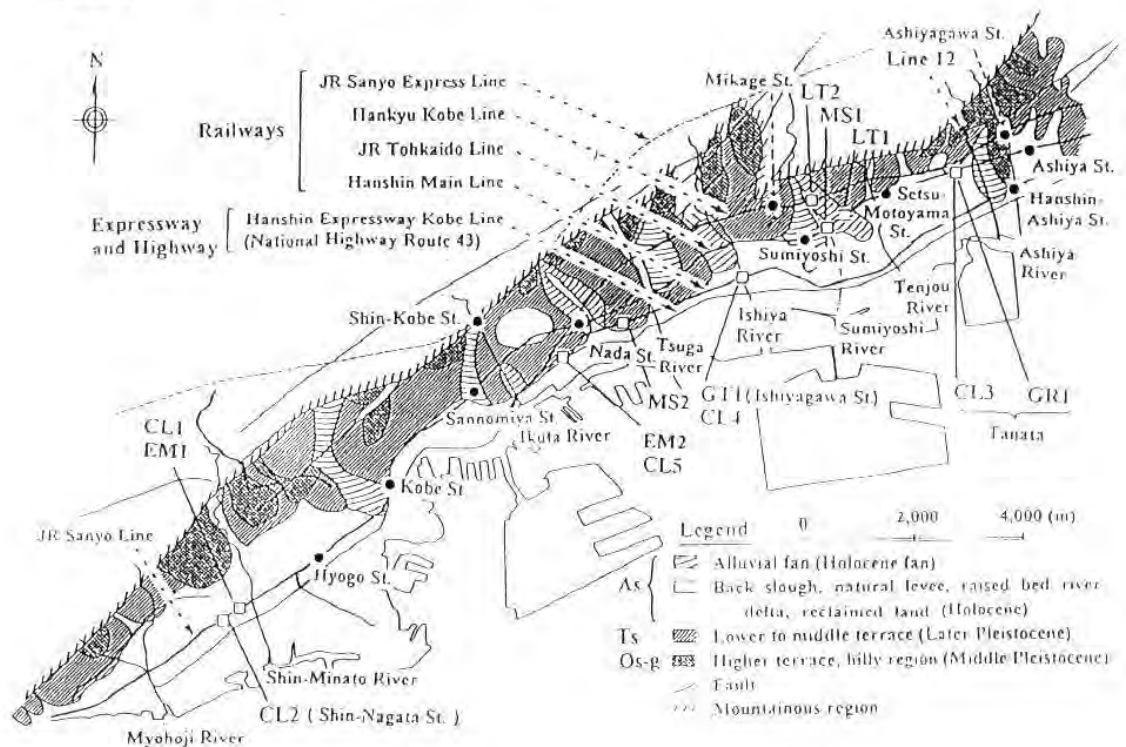 N
Railways
JR Sanyo Express Line
Hankyu Kobe Line
JR Tohkaido Line
Hanshin Main Line
Expressway
and Highway
Hanshin Expressway Kobe Line
(National Highway Route 43)
Mikage St.
LT2
MS1
LT1
Ashiyagawa St.
Line 12
Ashiya St.
Hanshin-
Ashiya St.
Setsu
Motoyama
St.
Sumiyoshi St.
Ashiya
River
Tenjou
River
Sumiyoshi
River
Ishiya
River
Shin-Kobe St.
Nada St.
Tsuga
River
MS2
GT1 (Ishiyagawa St.)
CL4
CL3
GR1
Tanata
Sannomiya St.
Ikuta River
EM2
CL5
CL1
EM1
Kobe St.
JR Sanyo Line
Hyogo St.
Shin-Minato River
CL2 ( Shin-Nagata St. )
Myohoji River
Legend
0 2,000 4,000 (m)
As
Alluvial fan (Holocene fan)
Back slough, natural levee, raised bed river
delta, reclaimed land (Holocene)
Ts Lower to middle terrace (Later Pleistocene)
Os-g Higher terrace, hilly region (Middle Pleistocene)
Fault
Mountainous region